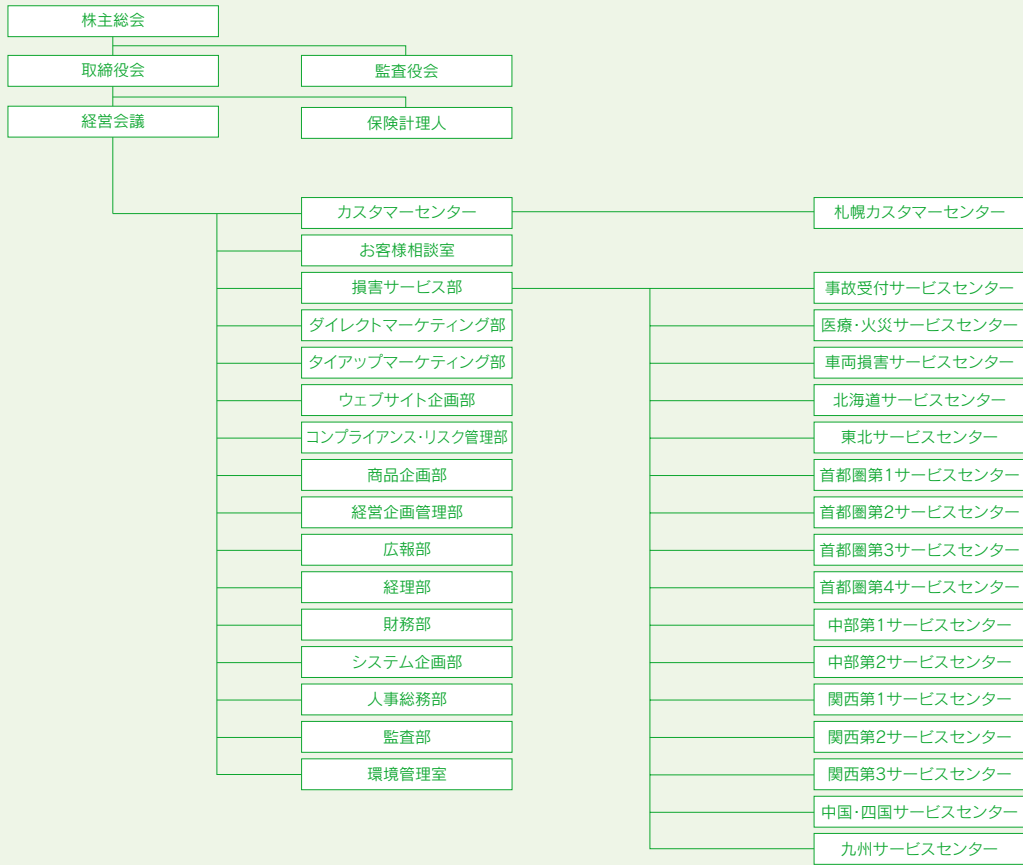 株主総会
取締役会
監査役会
経営会議
保険計理人
カスタマーセンター
札幌カスタマーセンター
お客様相談室
損害サービス部
事故受付サービスセンター
ダイレクトマーケティング部
医療・火災サービスセンター
タイアップマーケティング部
車両損害サービスセンター
ウェブサイト企画部
北海道サービスセンター
コンプライアンス・リスク管理部
東北サービスセンター
商品企画部
首都圏第1サービスセンター
経営企画管理部
首都圏第2サービスセンター
広報部
首都圏第3サービスセンター
経理部
首都圏第4サービスセンター
財務部
中部第1サービスセンター
システム企画部
中部第2サービスセンター
人事総務部
関西第1サービスセンター
監査部
関西第2サービスセンター
環境管理室
関西第3サービスセンター
中国・四国サービスセンター
九州サービスセンター